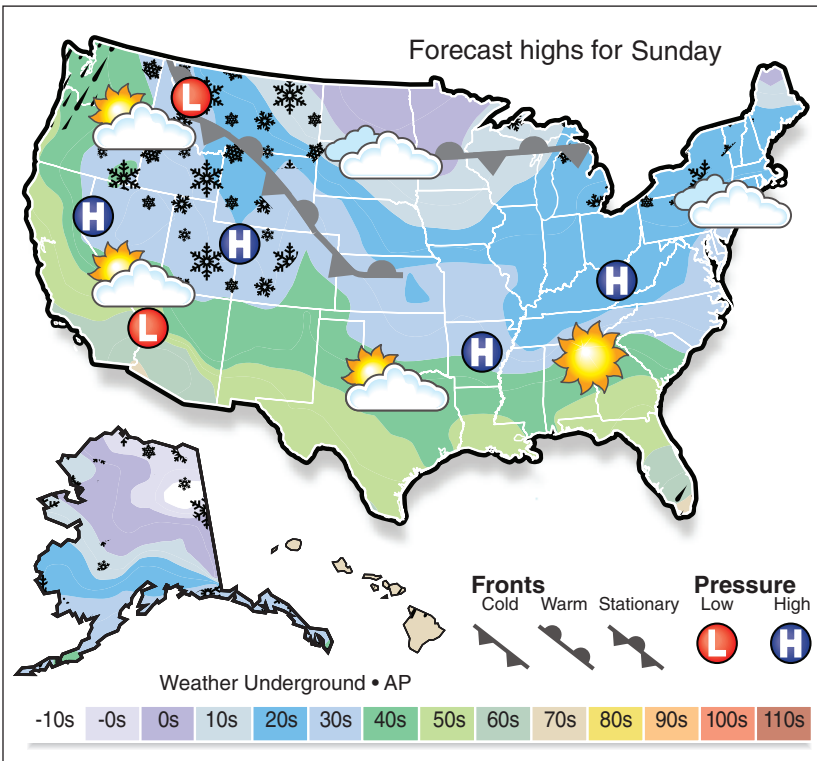 Forecast highs for Sunday
L
H
H
H
L
H
Fronts
Cold Warm Stationary
Pressure
Low High
L H
Weather Underground • AP
-10s -0s 0s 10s 20s 30s 40s 50s 60s 70s 80s 90s 100s 110s